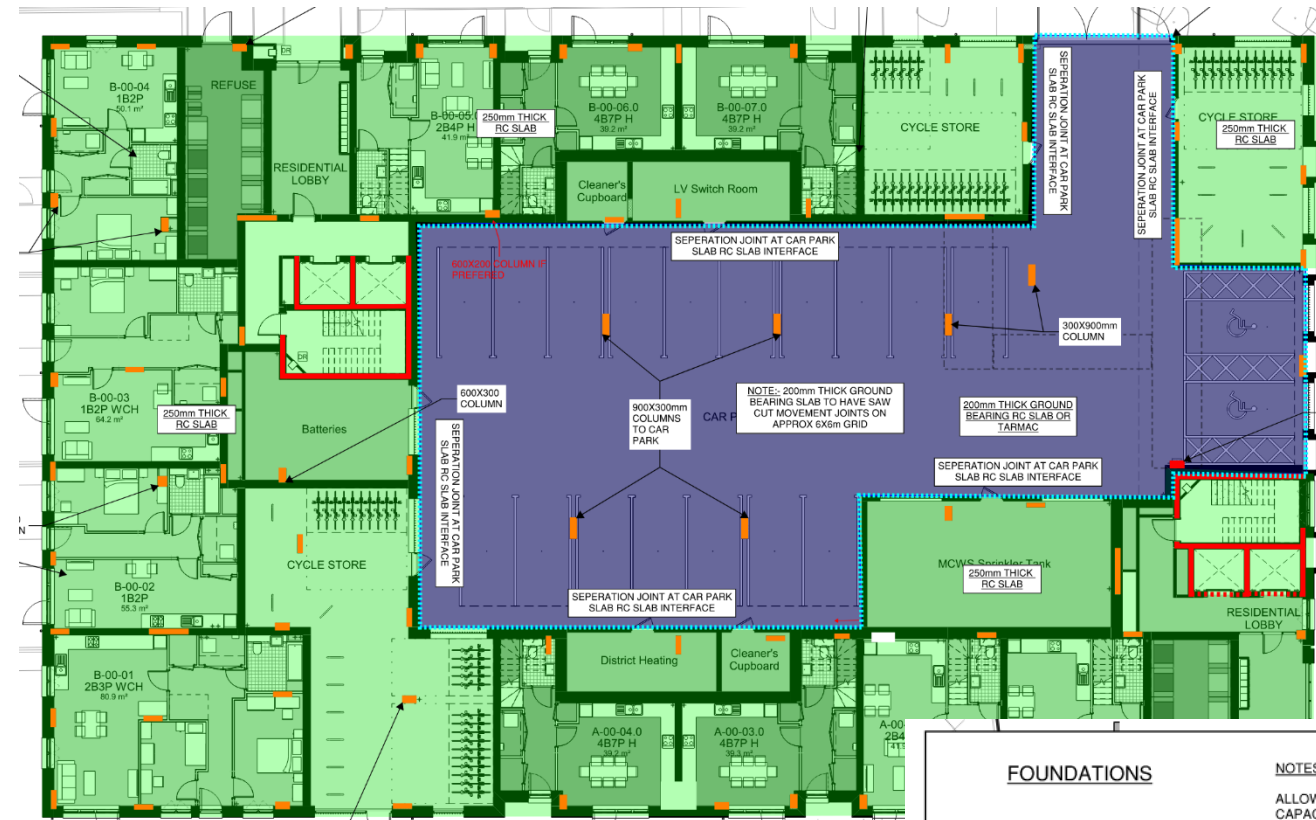 B-00-04
1B2P
50.1 m²
REFUSE
DR
RESIDENTIAL
LOBBY
B-00-05.0
2B4P H
41.9 m²
250mm THICK
RC SLAB
B-00-06.0
4B7P H
39.2 m²
B-00-07.0
4B7P H
39.2 m²
CYCLE STORE
SEPERATION JOINT AT CAR PARK
SLAB RC SLAB INTERFACE
SEPERATION JOINT AT CAR PARK
SLAB RC SLAB INTERFACE
CYCLE STORE
250mm THICK
RC SLAB
Cleaner's
Cupboard
LV Switch Room
SEPERATION JOINT AT CAR PARK
SLAB RC SLAB INTERFACE
600X200 COLUMN IF
PREFERED
300X900mm
COLUMN
DR
B-00-03
1B2P WCH
64.2 m²
250mm THICK
RC SLAB
Batteries
600X300
COLUMN
900X300mm
COLUMNS
TO CAR
PARK
CAR P
NOTE:- 200mm THICK GROUND
BEARING SLAB TO HAVE SAW
CUT MOVEMENT JOINTS ON
APPROX 6X6m GRID
200mm THICK GROUND
BEARING RC SLAB OR
TARMAC
SEPERATION JOINT AT CAR PARK
SLAB RC SLAB INTERFACE
SEPERATION JOINT AT CAR PARK
SLAB RC SLAB INTERFACE
N
B-00-02
1B2P
55.3 m²
CYCLE STORE
MCWS Sprinkler Tank
250mm THICK
RC SLAB
SEPERATION JOINT AT CAR PARK
SLAB RC SLAB INTERFACE
RESIDENTIAL
LOBBY
B-00-01
2B3P WCH
80.9 m²
District Heating
Cleaner's
Cupboard
A-00-04.0
4B7P H
39.2 m²
A-00-03.0
4B7P H
39.3 m²
A-00
2B4
FOUNDATIONS
NOTES
ALLOW
CAPAC